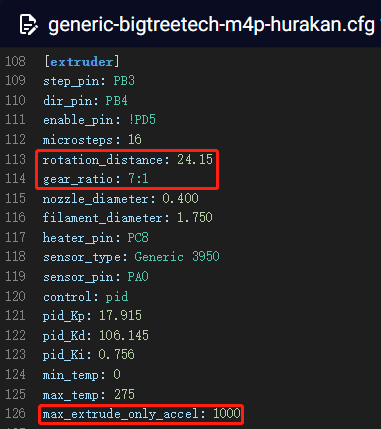 generic-bigtreetech-m4p-hurakan.cfg
108 [extruder]
109 step_pin: PB3
110 dir_pin: PB4
111 enable_pin: !PD5
112 microsteps: 16
113 rotation_distance: 24.15
114 gear_ratio: 7:1
115 nozzle_diameter: 0.400
116 filament_diameter: 1.750
117 heater_pin: PC8
118 sensor_type: Generic 3950
119 sensor_pin: PA0
120 control: pid
121 pid_Kp: 17.915
122 pid_Kd: 106.145
123 pid_Ki: 0.756
124 min_temp: 0
125 max_temp: 275
126 max_extrude_only_accel: 1000